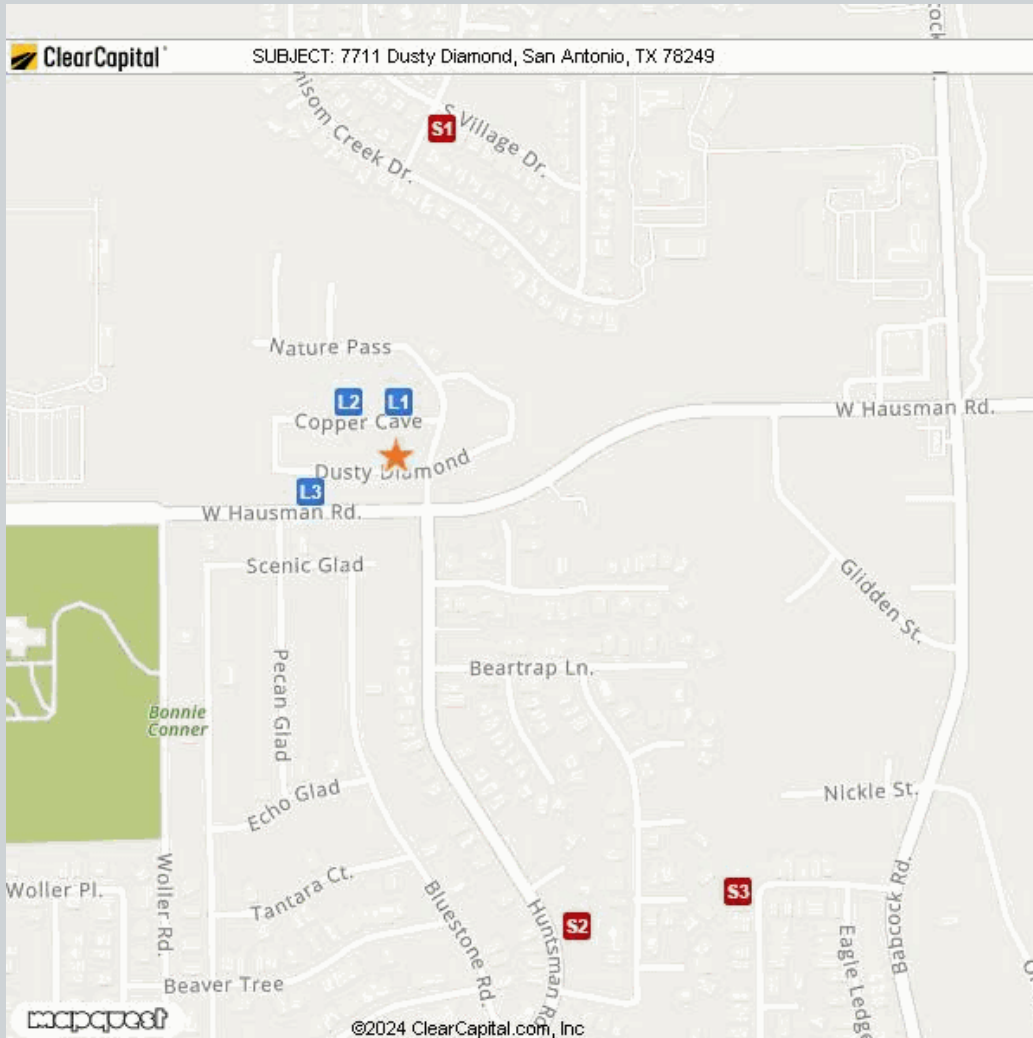 ClearCapital
SUBJECT: 7711 Dusty Diamond, San Antonio, TX 78249
S1
S Village Dr.
Creek Dr.
Nature Pass
L2
L1
Copper Cave
W Hausman Rd.
Dusty Diamond
L3
W Hausman Rd.
Scenic Glad
Glidden St.
Pecan Glad
Beartrap Ln.
Bonnie
Conner
Echo Glad
Nickle St.
Woller Pl.
Woller Rd.
Tantara Ct.
Bluestone Rd.
Huntsman Rd
S2
S3
Babcock Rd.
Eagle Ledge
Beaver Tree
mapquest
©2024 ClearCapital.com, Inc